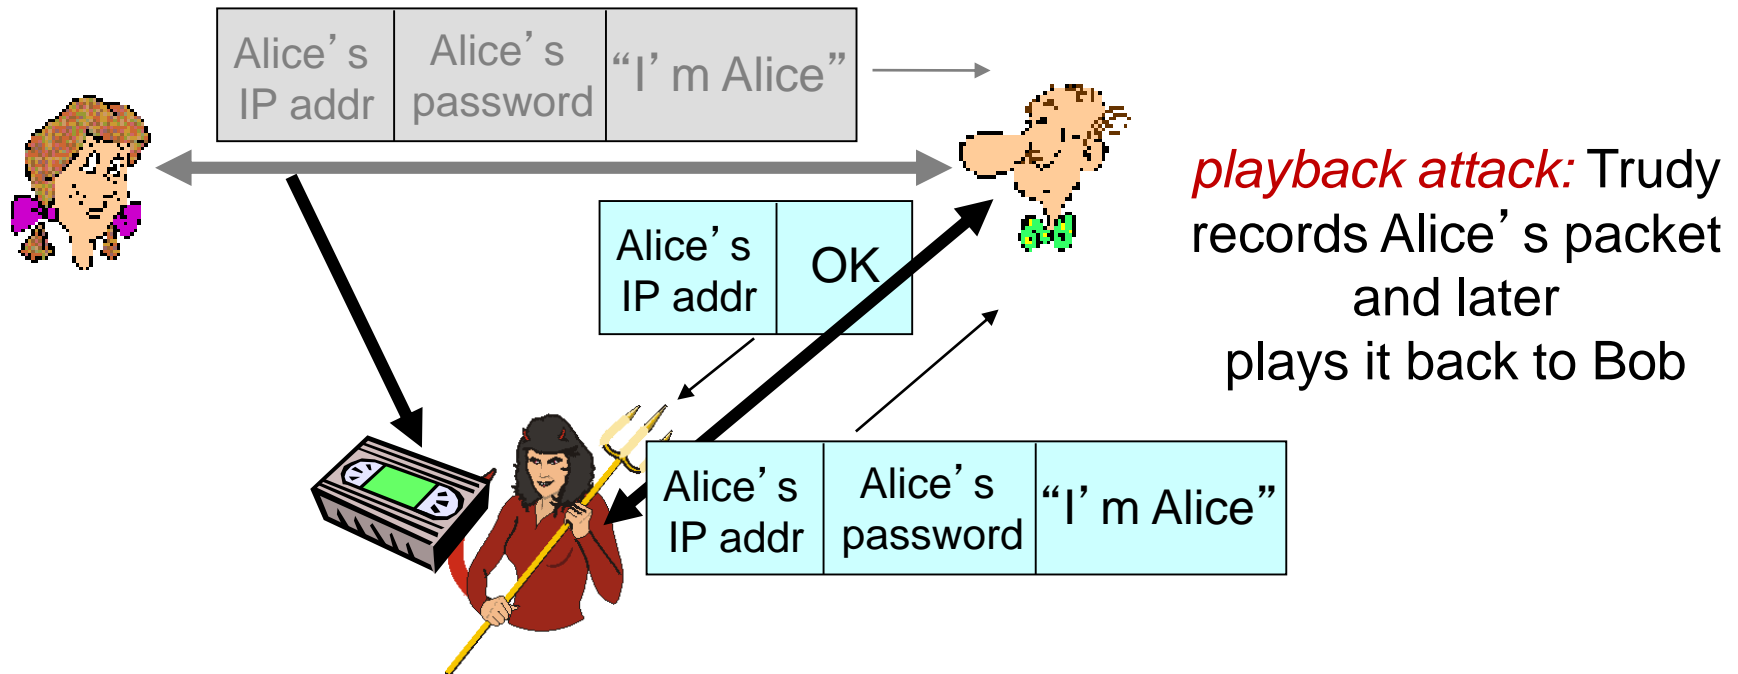 Alice’s
IP addr
Alice’s
password
“I’m Alice”
Alice’s
IP addr
OK
playback attack: Trudy
records Alice’s packet
and later
plays it back to Bob
Alice’s
IP addr
Alice’s
password
“I’m Alice”